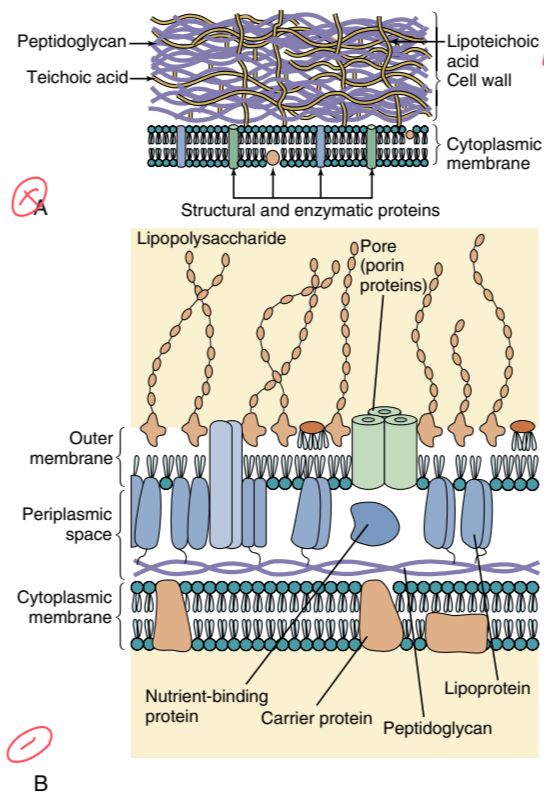 Peptidoglycan
Teichoic acid
Lipoteichoic
acid
Cell wall
Cytoplasmic
membrane
Structural and enzymatic proteins
A
Lipopolysaccharide
Pore
(porin
proteins)
Outer
membrane
Periplasmic
space
Cytoplasmic
membrane
Nutrient-binding
protein
Carrier protein
Lipoprotein
Peptidoglycan
B